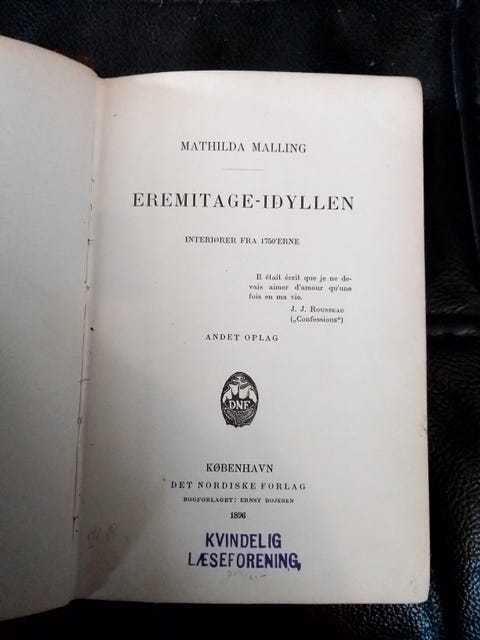 MATHILDA MALLING
EREMITAGE-IDYLLEN
INTERIØRER FRA 1750'ERNE
Il était écrit que je ne de-
vais aimer d'amour qu'une
fois en ma vie.
J. J. ROUSSEAU
(„Confessions“)
ANDET OPLAG
DNF
KØBENHAVN
DET NORDISKE FORLAG
BOGFORLAGET: ERNST BOJESEN
1896
KVINDELIG
LÆSEFORENING,